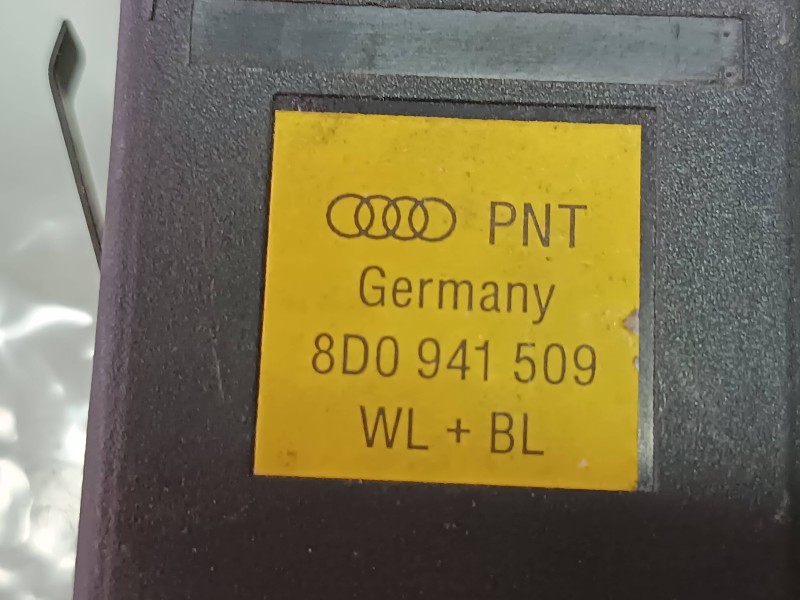 PNT
Germany
8D0 941 509
WL + BL